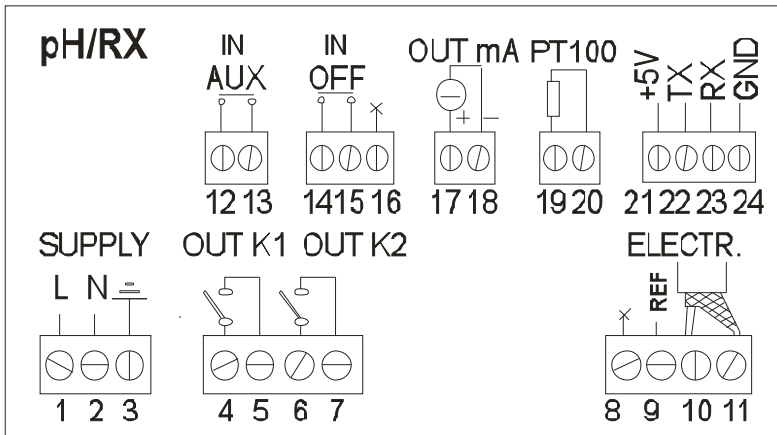 pH/RX
IN AUX
IN OFF
OUT mA PT100
+5V TX RX GND
× + −
12 13 14 15 16 17 18 19 20 21 22 23 24
SUPPLY OUT K1 OUT K2 ELECTR.
L N
× REF
1 2 3 4 5 6 7 8 9 10 11